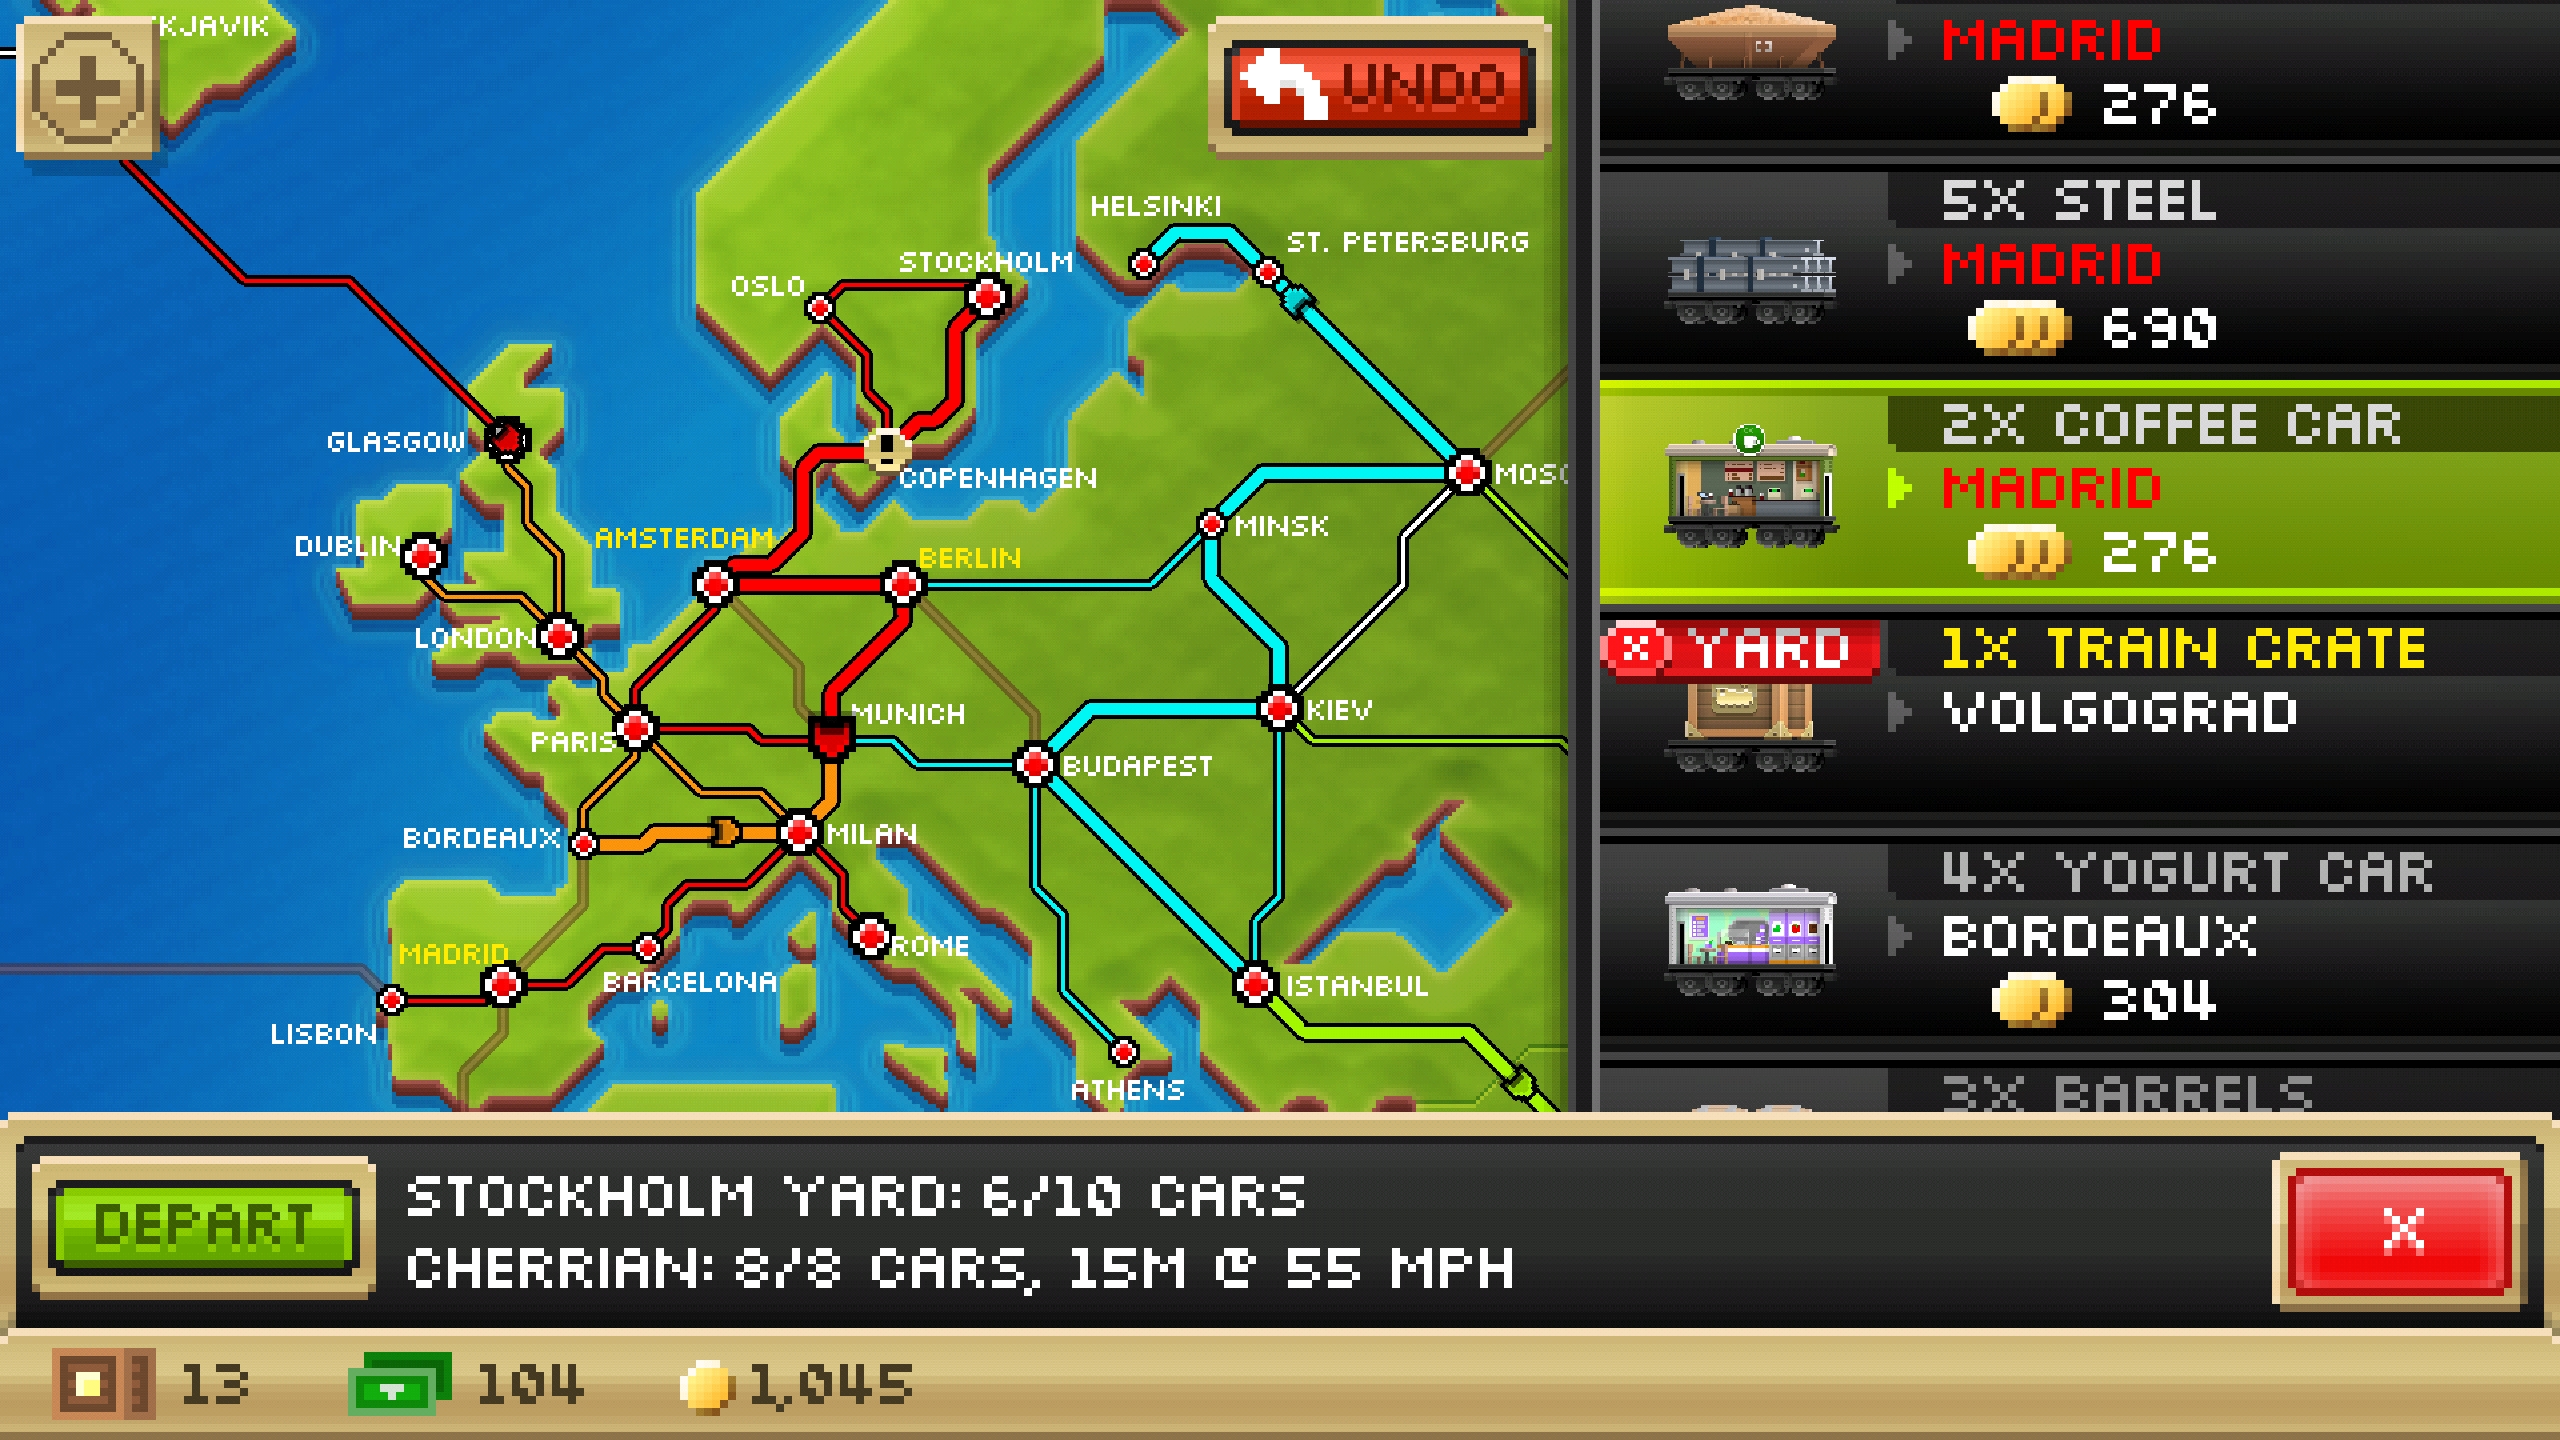 KJAVIK
UNDO
HELSINKI
ST. PETERSBURG
STOCKHOLM
OSLO
GLASGOW
COPENHAGEN
MOSC
MINSK
DUBLIN
AMSTERDAM
BERLIN
LONDON
MUNICH
KIEV
PARIS
BUDAPEST
BORDEAUX
MILAN
MADRID
ROME
BARCELONA
ISTANBUL
LISBON
ATHENS
MADRID
276
5X STEEL
MADRID
690
2X COFFEE CAR
MADRID
276
X YARD
1X TRAIN CRATE
VOLGOGRAD
4X YOGURT CAR
BORDEAUX
304
3X BARRELS
DEPART
STOCKHOLM YARD: 6/10 CARS
CHERRIAN: 8/8 CARS, 15M @ 55 MPH
X
13
104
1,045